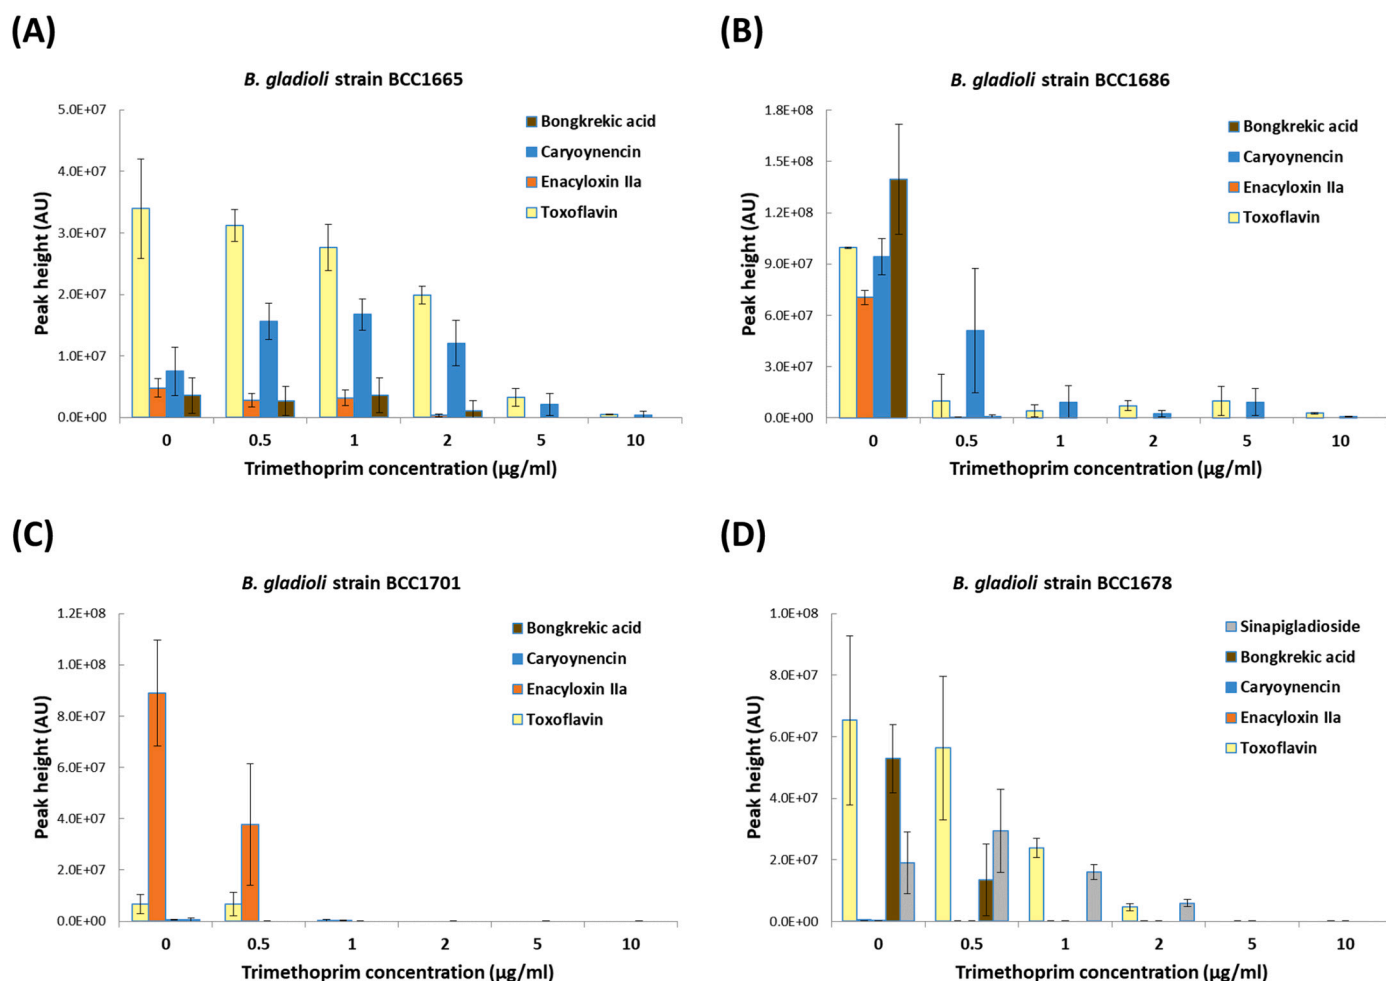 (A)
B. gladioli strain BCC1665
5.0E+07
4.0E+07
3.0E+07
2.0E+07
1.0E+07
0.0E+00
Peak height (AU)
Bongkrekic acid
Caryoynencin
Enacyloxin IIa
Toxoflavin
0 0.5 1 2 5 10
Trimethoprim concentration (µg/ml)
(B)
B. gladioli strain BCC1686
1.8E+08
1.5E+08
1.2E+08
9.0E+07
6.0E+07
3.0E+07
0.0E+00
Peak height (AU)
Bongkrekic acid
Caryoynencin
Enacyloxin IIa
Toxoflavin
0 0.5 1 2 5 10
Trimethoprim concentration (µg/ml)
(C)
B. gladioli strain BCC1701
1.2E+08
1.0E+08
8.0E+07
6.0E+07
4.0E+07
2.0E+07
0.0E+00
Peak height (AU)
Bongkrekic acid
Caryoynencin
Enacyloxin IIa
Toxoflavin
0 0.5 1 2 5 10
Trimethoprim concentration (µg/ml)
(D)
B. gladioli strain BCC1678
1.0E+08
8.0E+07
6.0E+07
4.0E+07
2.0E+07
0.0E+00
Peak height (AU)
Sinapigladioside
Bongkrekic acid
Caryoynencin
Enacyloxin IIa
Toxoflavin
0 0.5 1 2 5 10
Trimethoprim concentration (µg/ml)